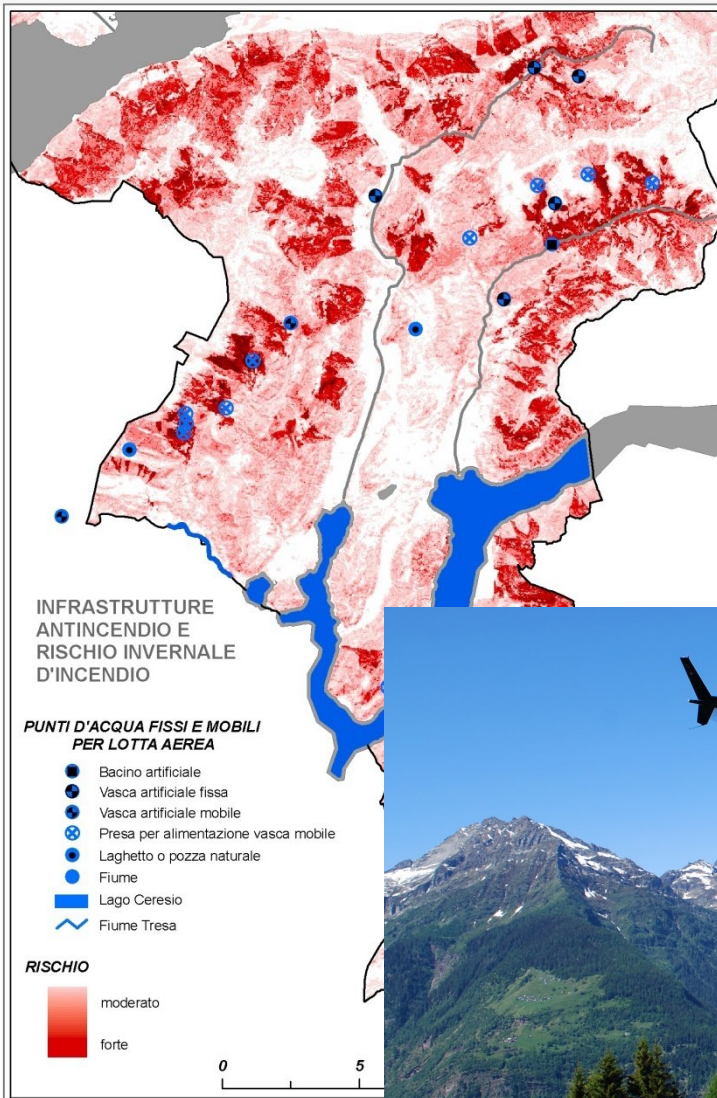 INFRASTRUTTURE
ANTINCENDIO E
RISCHIO INVERNALE
D'INCENDIO
PUNTI D'ACQUA FISSI E MOBILI
PER LOTTA AEREA
Bacino artificiale
Vasca artificiale fissa
Vasca artificiale mobile
Presa per alimentazione vasca mobile
Laghetto o pozza naturale
Fiume
Lago Ceresio
Fiume Tresa
RISCHIO
moderato
forte
0 5